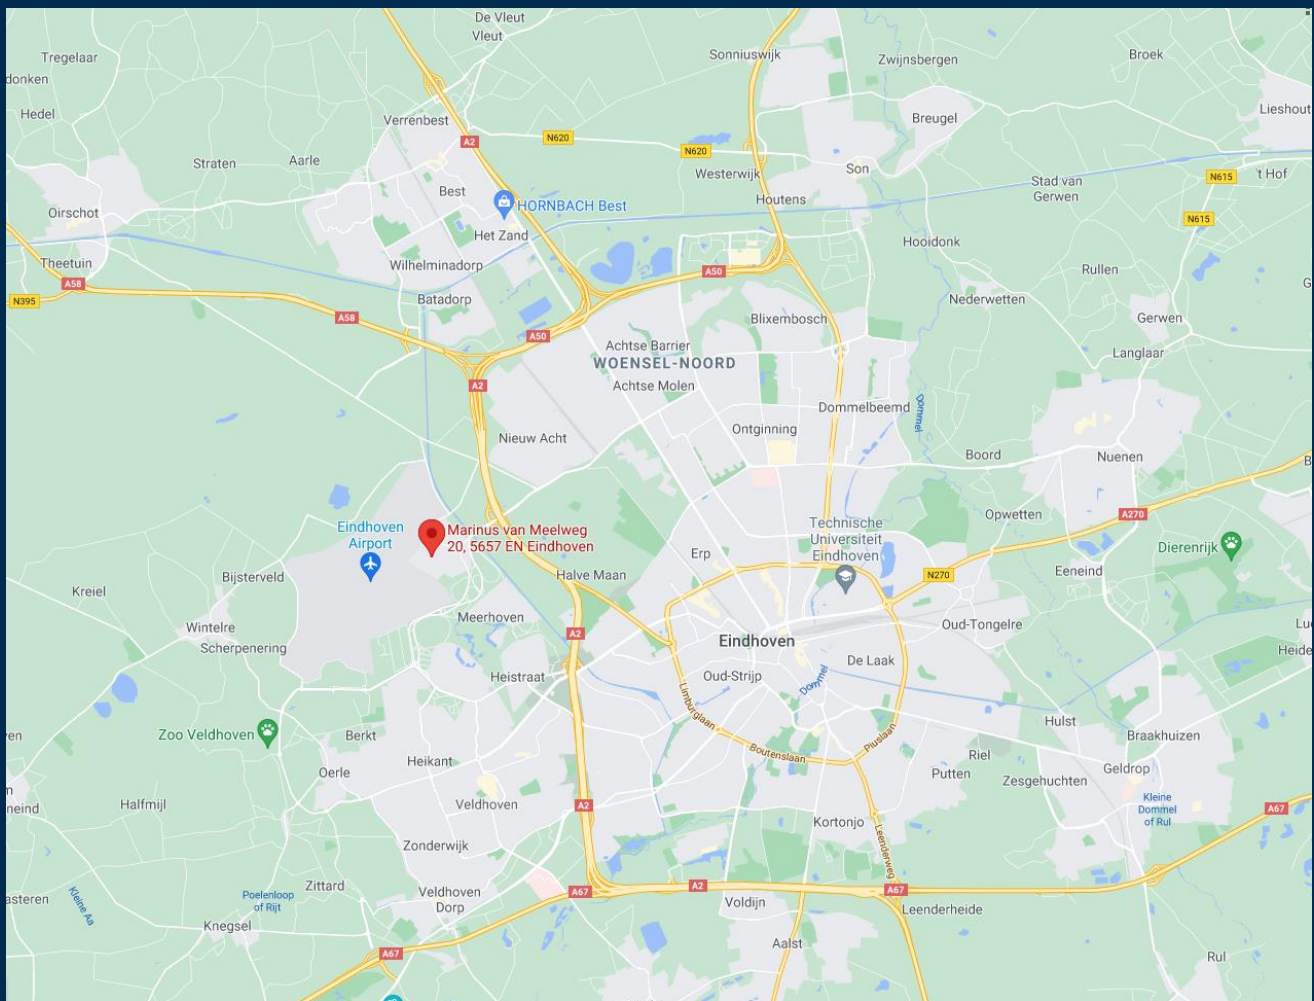 De Vleut
Vleut
Tregelaar
Sonniuswijk
Zwijnsbergen
Broek
donken
Hedel
Verrenbest
Breugel
Lieshout
A2
N620
N620
Straten
Aarle
Westerwijk
Son
't Hof
N615
Best
Stad van
Gerwen
HORNBACH Best
Houtens
Oirschot
N615
Het Zand
Hooidonk
Theetuin
Wilhelminadorp
Rullen
A50
A58
G
N395
Batadorp
Nederwetten
A58
Blixembosch
Gerwen
A50
Achtse Barrier
Langlaar
WOENSEL-NOORD
A2
Achtse Molen
Dommel
Dommelbeemd
Ontginning
Nieuw Acht
Boord
Nuenen
B
Opwetten
A270
Eindhoven
Airport
Marinus van Meelweg
20, 5657 EN Eindhoven
Technische
Universiteit
Eindhoven
Dierenrijk
Erp
Bijsterveld
Halve Maan
N270
Eeneind
Kreiel
Meerhoven
Wintelre
A2
Eindhoven
Oud-Tongelre
Lu
Scherpenering
Heide
De Laak
Heistraat
Oud-Strijp
Dommel
Limburglaan
Hulst
Zoo Veldhoven
Berkt
Piuslaan
Braakhuizen
en
Boutenslaan
Riel
Heikant
Oerle
Putten
Zesgehuchten
Geldrop
m
neind
Halfmijl
Veldhoven
A2
Kleine
Dommel
of Rul
A67
Kortonjo
Leenderweg
Zonderwijk
Zittard
A67
A2
A67
Kleine Aa
Poelenloop
of Rijt
Veldhoven
Dorp
asteren
Voldijn
Leenderheide
Knegsel
Aalst
A67
Rul